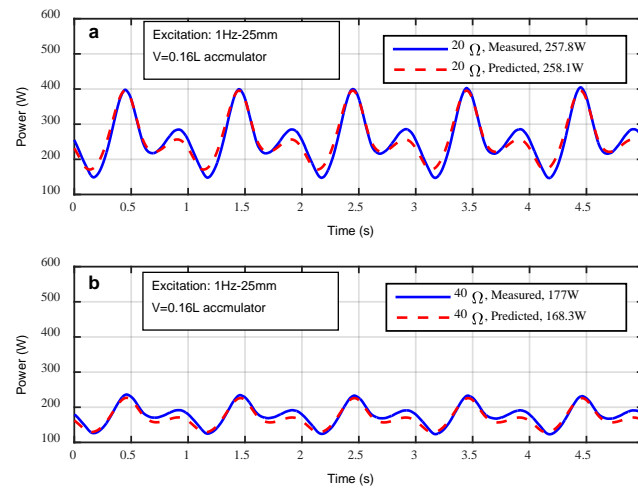 a
Excitation: 1Hz-25mm
V=0.16L accmulator
20 Ω, Measured, 257.8W
20 Ω, Predicted, 258.1W
Power (W)
600
500
400
300
200
100
0 0.5 1 1.5 2 2.5 3 3.5 4 4.5
Time (s)
b
Excitation: 1Hz-25mm
V=0.16L accmulator
40 Ω, Measured, 177W
40 Ω, Predicted, 168.3W
Power (W)
600
500
400
300
200
100
0 0.5 1 1.5 2 2.5 3 3.5 4 4.5
Time (s)